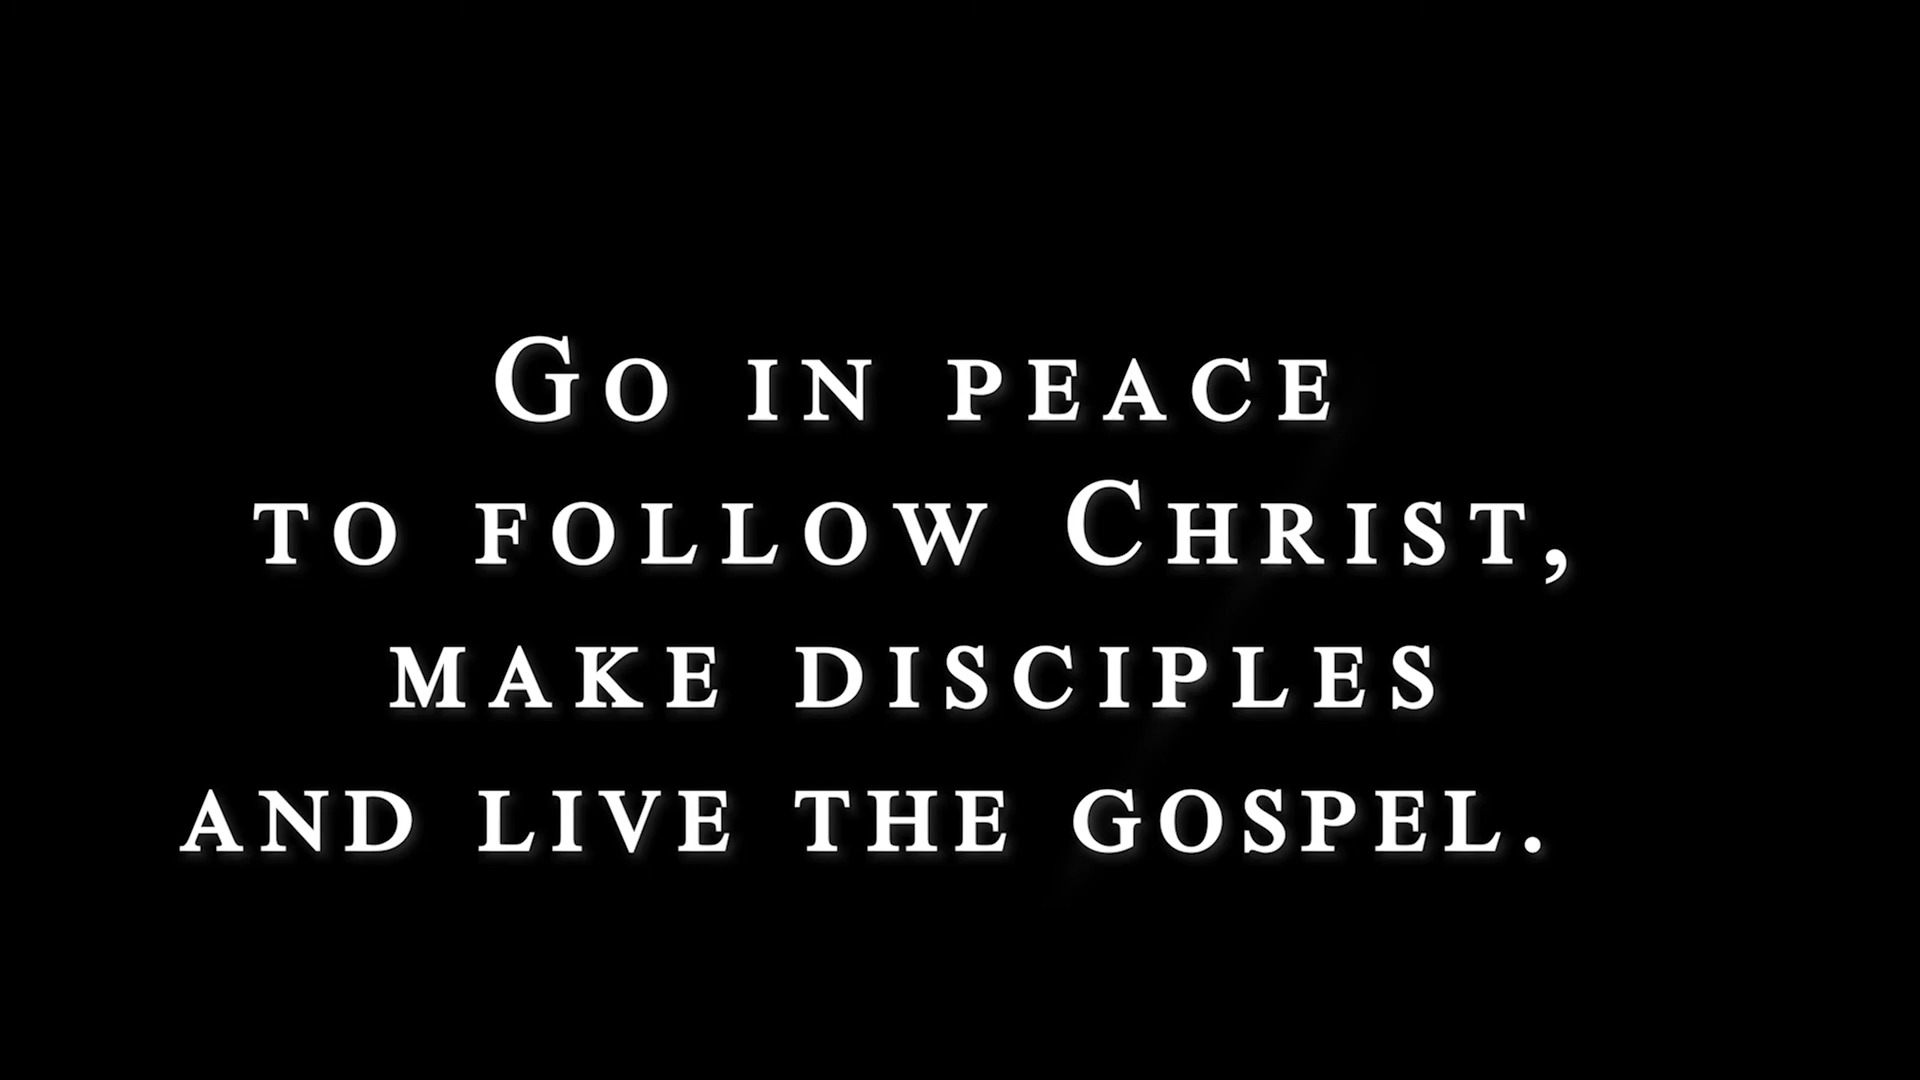 Go in peace
to follow Christ,
make disciples
and live the gospel.